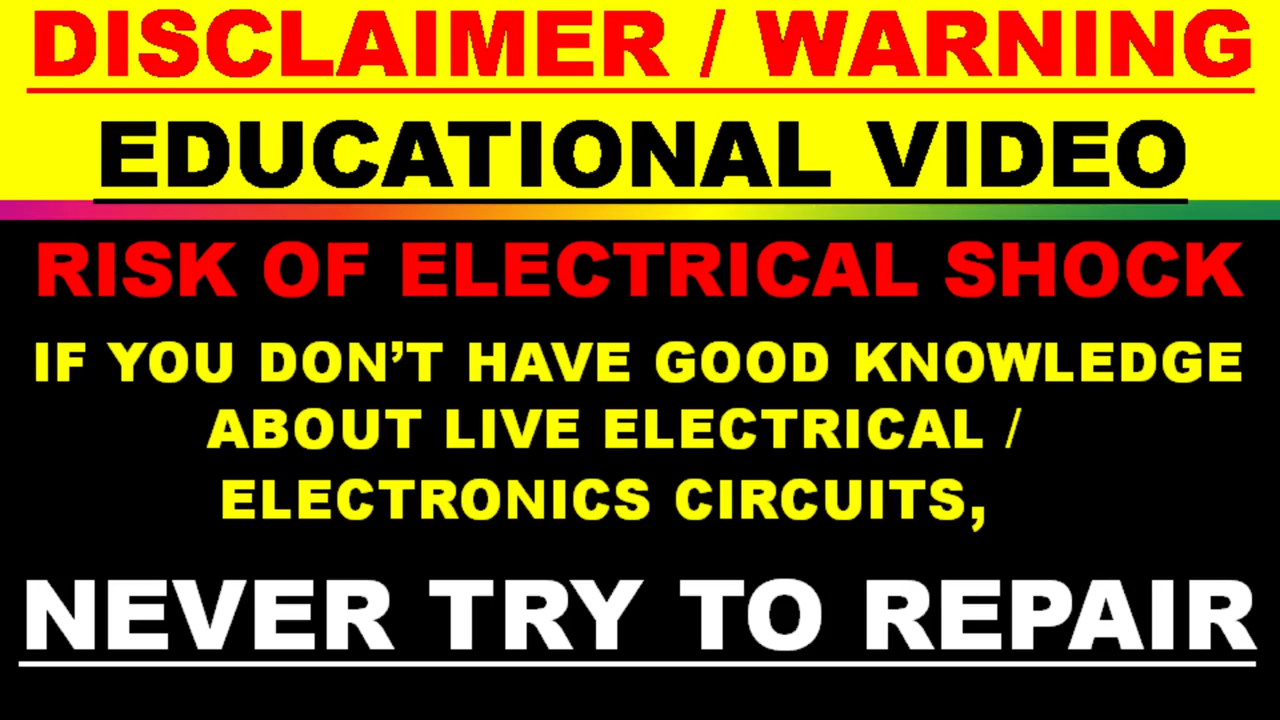 DISCLAIMER / WARNING
EDUCATIONAL VIDEO
RISK OF ELECTRICAL SHOCK
IF YOU DON’T HAVE GOOD KNOWLEDGE
ABOUT LIVE ELECTRICAL /
ELECTRONICS CIRCUITS,
NEVER TRY TO REPAIR